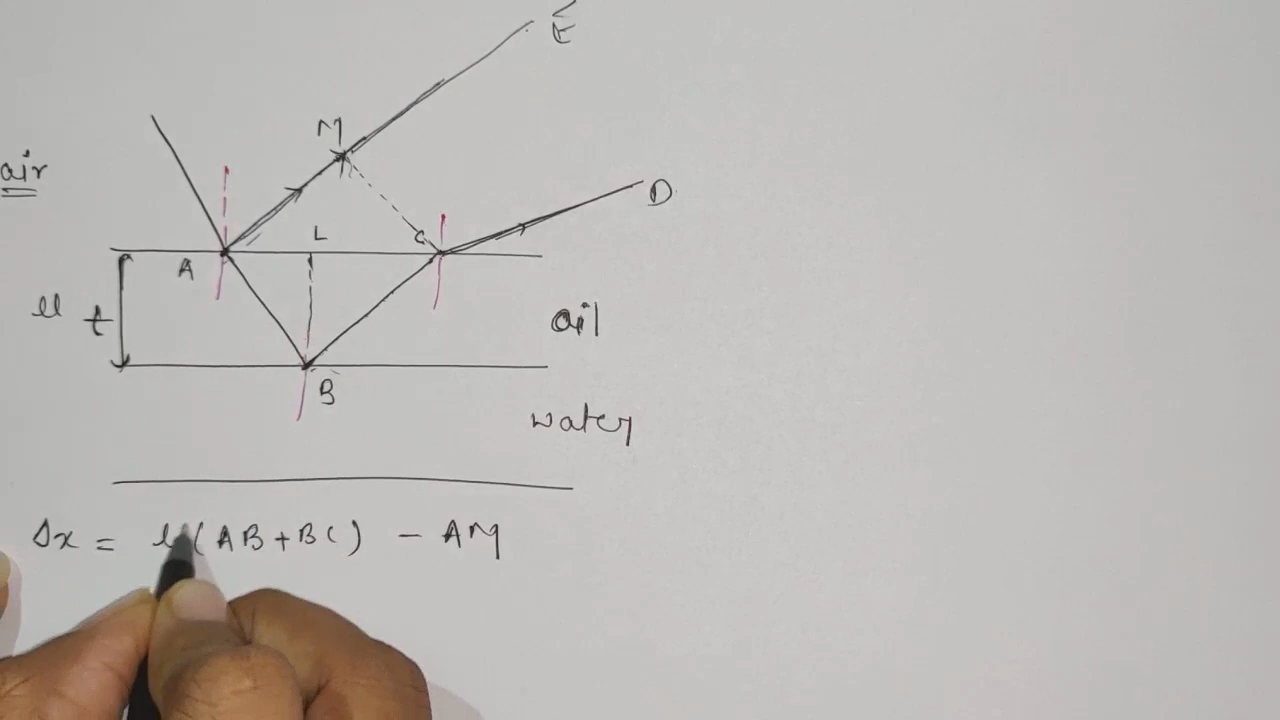 E
M
air
D
L
C
A
μ t
oil
B
water
Δx = μ(AB+BC) - AM